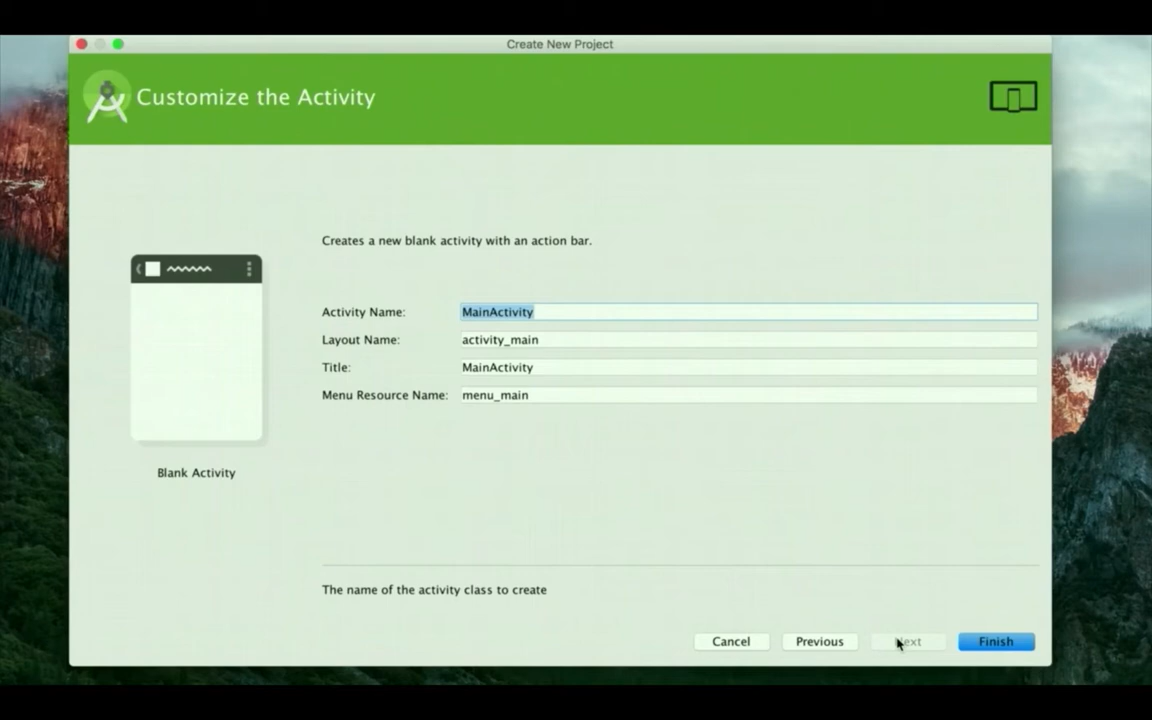 Create New Project
Customize the Activity
Creates a new blank activity with an action bar.
Activity Name: MainActivity
Layout Name: activity_main
Title: MainActivity
Menu Resource Name: menu_main
Blank Activity
The name of the activity class to create
Cancel Previous Next Finish